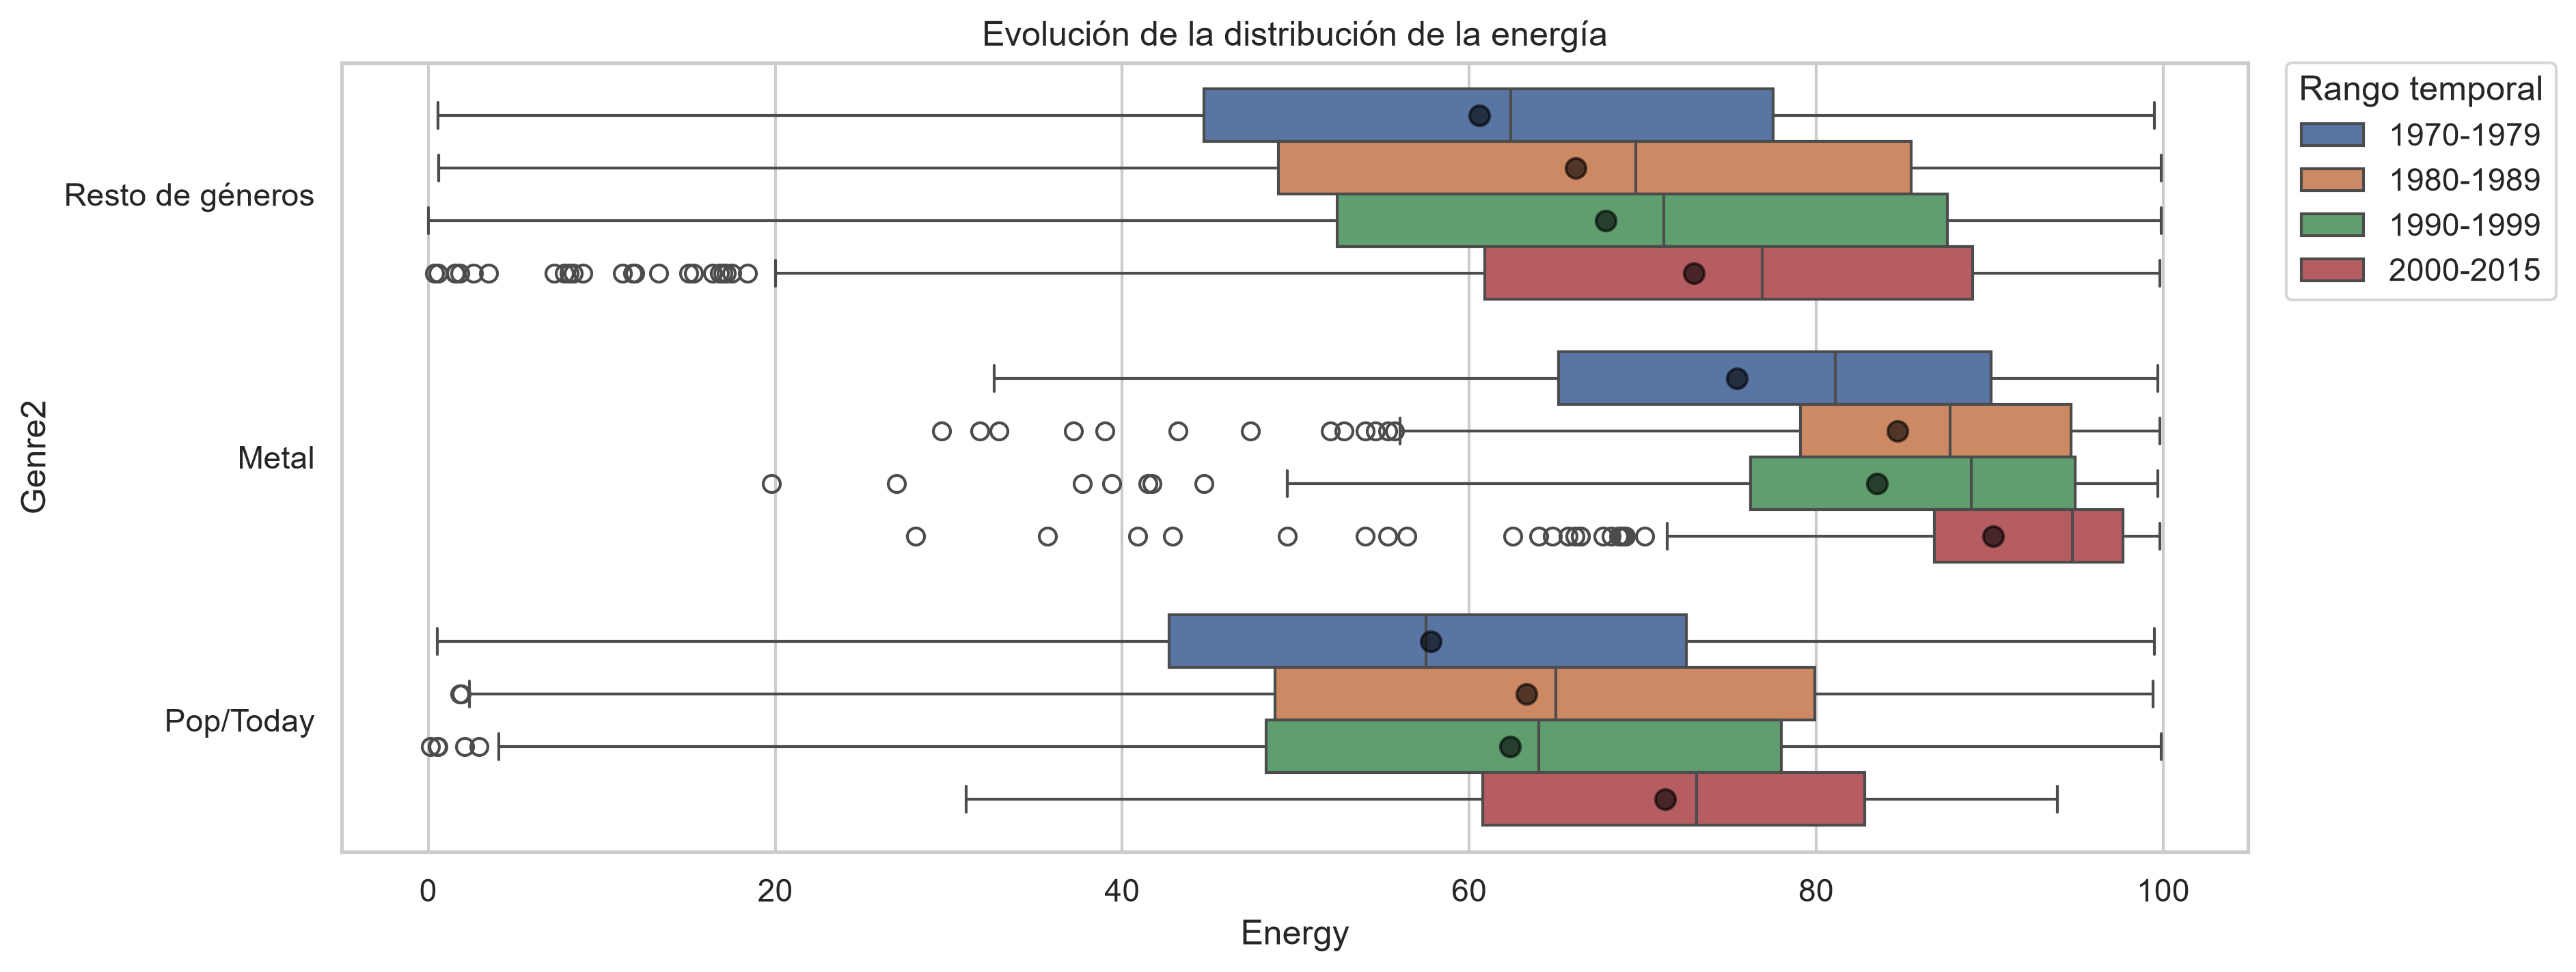 Evolución de la distribución de la energía
Rango temporal
1970-1979
1980-1989
1990-1999
2000-2015
Genre2
Resto de géneros
Metal
Pop/Today
0 20 40 60 80 100
Energy